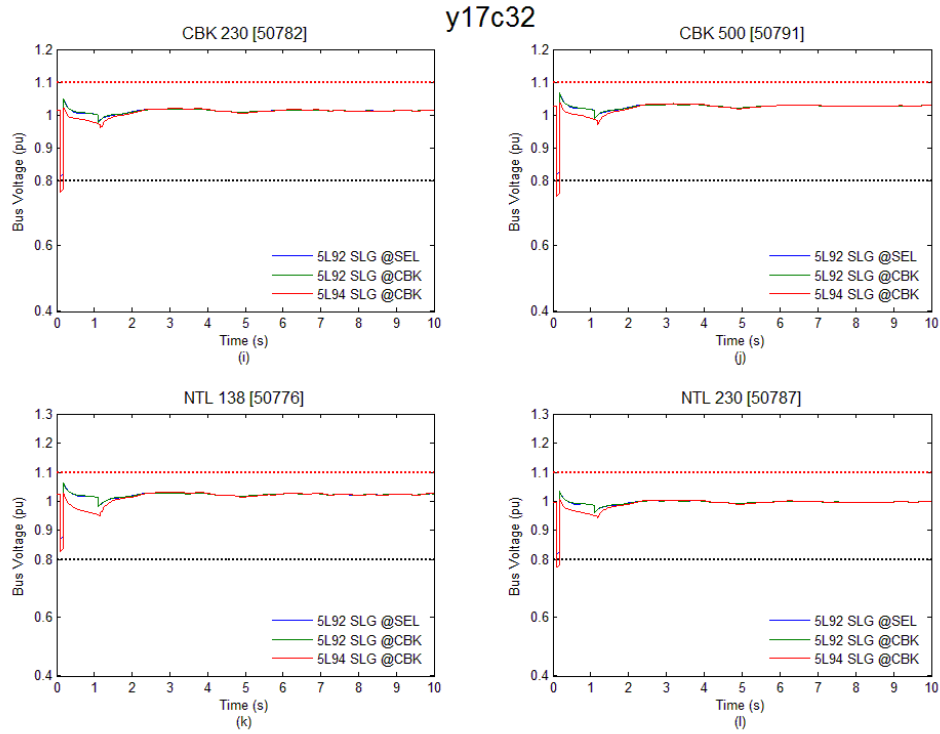 y17c32
CBK 230 [50782]
1.2
1.1
1
0.9
0.8
0.6
0.4
Bus Voltage (pu)
5L92 SLG @SEL
5L92 SLG @CBK
5L94 SLG @CBK
0 1 2 3 4 5 6 7 8 9 10
Time (s)
(i)
CBK 500 [50791]
1.2
1.1
1
0.9
0.8
0.6
0.4
Bus Voltage (pu)
5L92 SLG @SEL
5L92 SLG @CBK
5L94 SLG @CBK
0 1 2 3 4 5 6 7 8 9 10
Time (s)
(j)
NTL 138 [50776]
1.3
1.2
1.1
1
0.9
0.8
0.6
0.4
Bus Voltage (pu)
5L92 SLG @SEL
5L92 SLG @CBK
5L94 SLG @CBK
0 1 2 3 4 5 6 7 8 9 10
Time (s)
(k)
NTL 230 [50787]
1.3
1.2
1.1
1
0.9
0.8
0.6
0.4
Bus Voltage (pu)
5L92 SLG @SEL
5L92 SLG @CBK
5L94 SLG @CBK
0 1 2 3 4 5 6 7 8 9 10
Time (s)
(l)